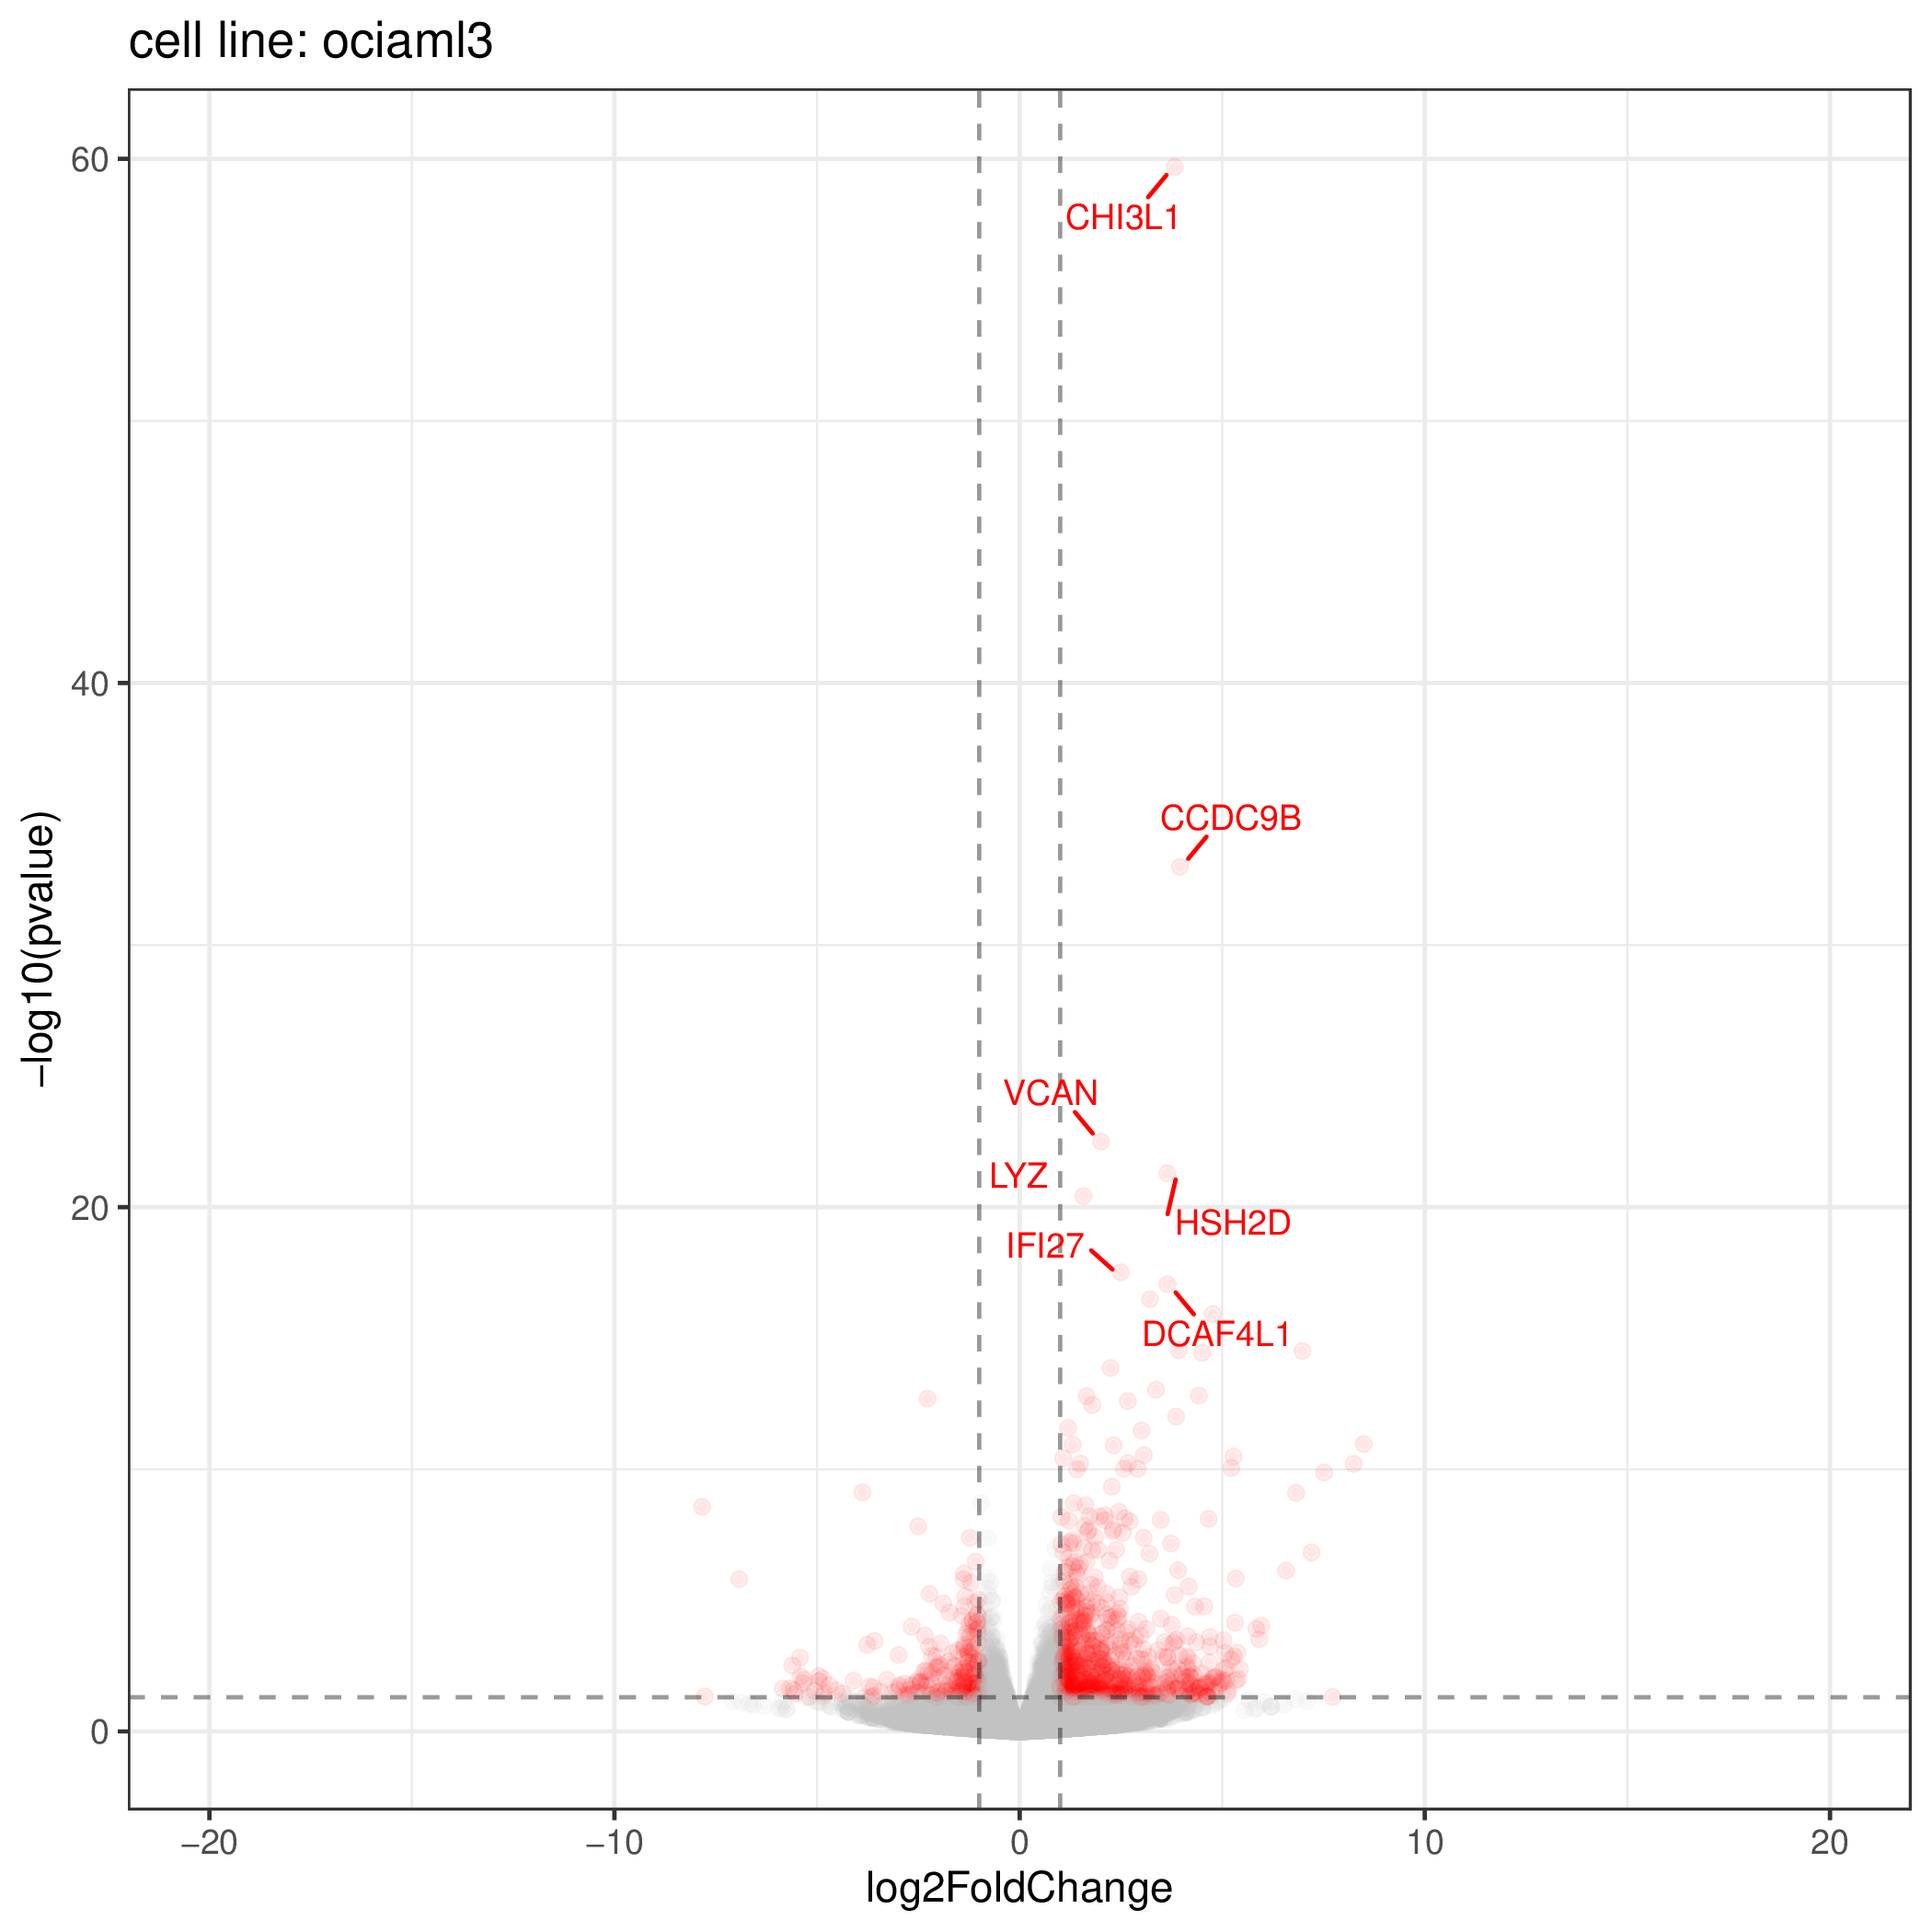 cell line: ociaml3
60
CHI3L1
40
CCDC9B
−log10(pvalue)
VCAN
LYZ
20
HSH2D
IFI27
DCAF4L1
0
−20
−10
0
10
20
log2FoldChange